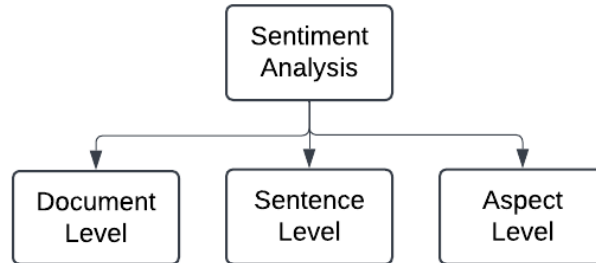 Sentiment
Analysis
Document
Level
Sentence
Level
Aspect
Level